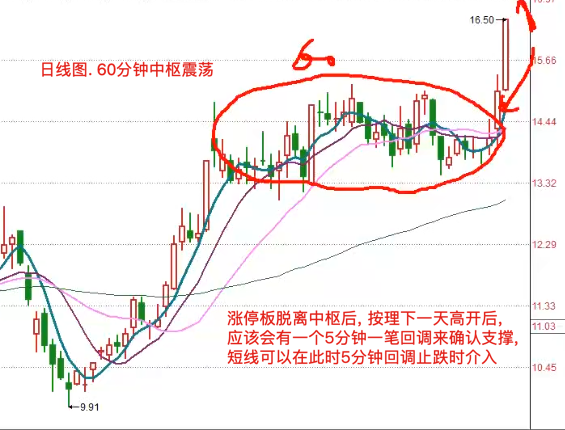 16.50
15.66
日线图. 60分钟中枢震荡
14.44
13.32
12.29
涨停板脱离中枢后, 按理下一天高开后,
应该会有一个5分钟一笔回调来确认支撑,
短线可以在此时5分钟回调止跌时介入
11.33
11.03
10.45
9.91